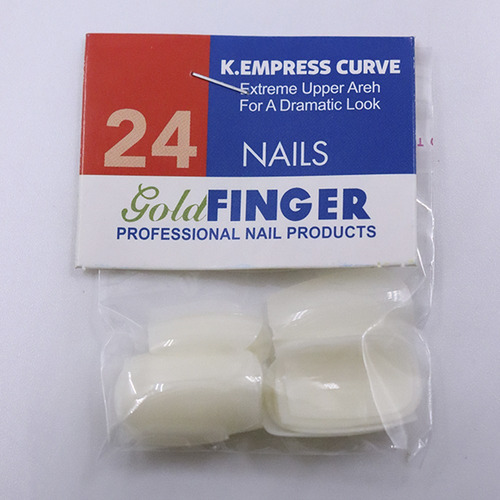 K.EMPRESS CURVE
Extreme Upper Areh
For A Dramatic Look
24
NAILS
GoldFINGER
PROFESSIONAL NAIL PRODUCTS